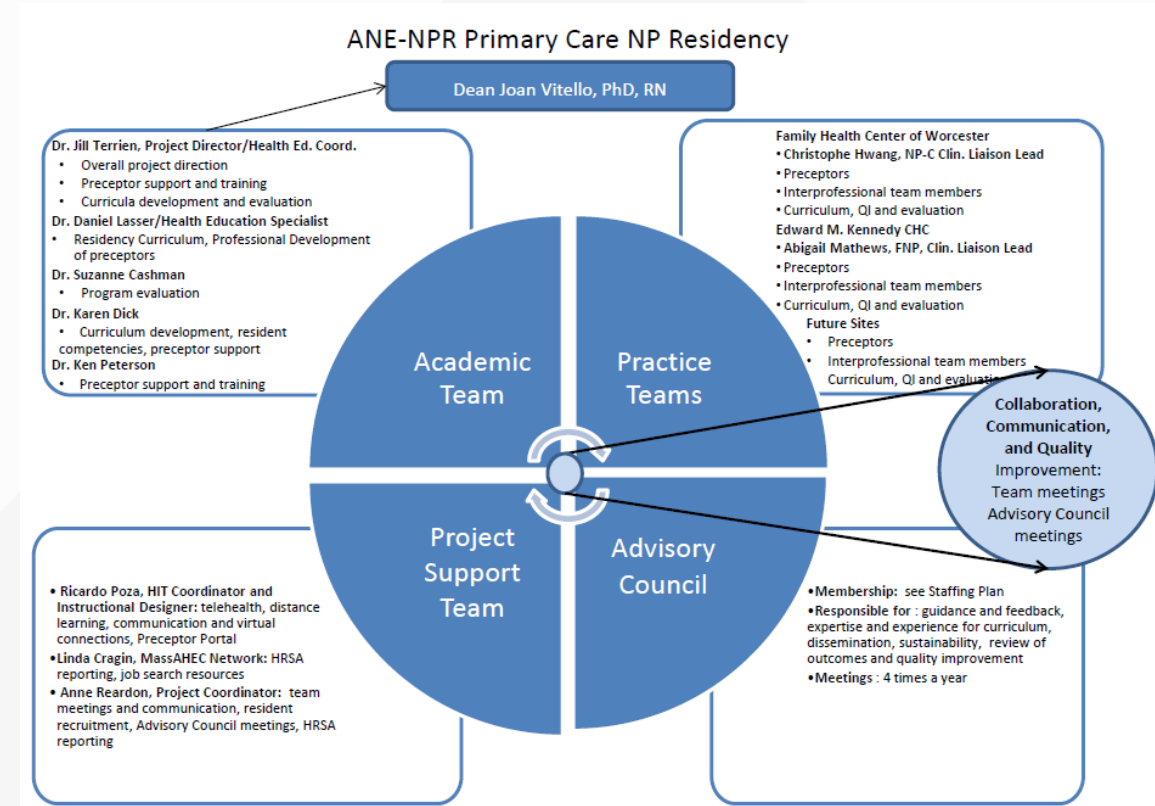 ANE-NPR Primary Care NP Residency
Dean Joan Vitello, PhD, RN
Dr. Jill Terrien, Project Director/Health Ed. Coord.
• Overall project direction
• Preceptor support and training
• Curricula development and evaluation
Dr. Daniel Lasser/Health Education Specialist
• Residency Curriculum, Professional Development
of preceptors
Dr. Suzanne Cashman
• Program evaluation
Dr. Karen Dick
• Curriculum development, resident
competencies, preceptor support
Dr. Ken Peterson
• Preceptor support and training
Family Health Center of Worcester
• Christophe Hwang, NP-C Clin. Liaison Lead
• Preceptors
• Interprofessional team members
• Curriculum, QI and evaluation
Edward M. Kennedy CHC
• Abigail Mathews, FNP, Clin. Liaison Lead
• Preceptors
• Interprofessional team members
• Curriculum, QI and evaluation
Future Sites
• Preceptors
• Interprofessional team members
Curriculum, QI and evaluation
Academic
Team
Practice
Teams
Collaboration,
Communication,
and Quality
Improvement:
Team meetings
Advisory Council
meetings
Project
Support
Team
Advisory
Council
• Ricardo Poza, HIT Coordinator and
Instructional Designer: telehealth, distance
learning, communication and virtual
connections, Preceptor Portal
•Linda Cragin, MassAHEC Network: HRSA
reporting, job search resources
• Anne Reardon, Project Coordinator: team
meetings and communication, resident
recruitment, Advisory Council meetings, HRSA
reporting
•Membership: see Staffing Plan
•Responsible for : guidance and feedback,
expertise and experience for curriculum,
dissemination, sustainability, review of
outcomes and quality improvement
•Meetings : 4 times a year